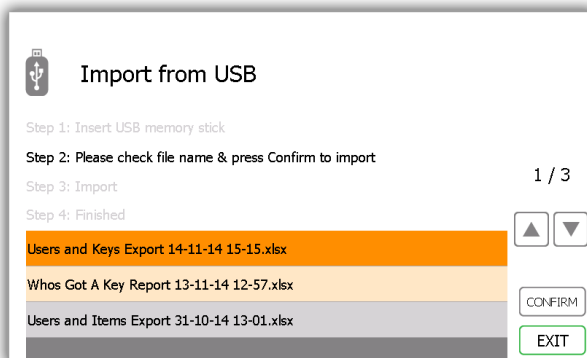 Import from USB
Step 1: Insert USB memory stick
Step 2: Please check file name & press Confirm to import
Step 3: Import
Step 4: Finished
1 / 3
Users and Keys Export 14-11-14 15-15.xlsx
Whos Got A Key Report 13-11-14 12-57.xlsx
Users and Items Export 31-10-14 13-01.xlsx
CONFIRM
EXIT